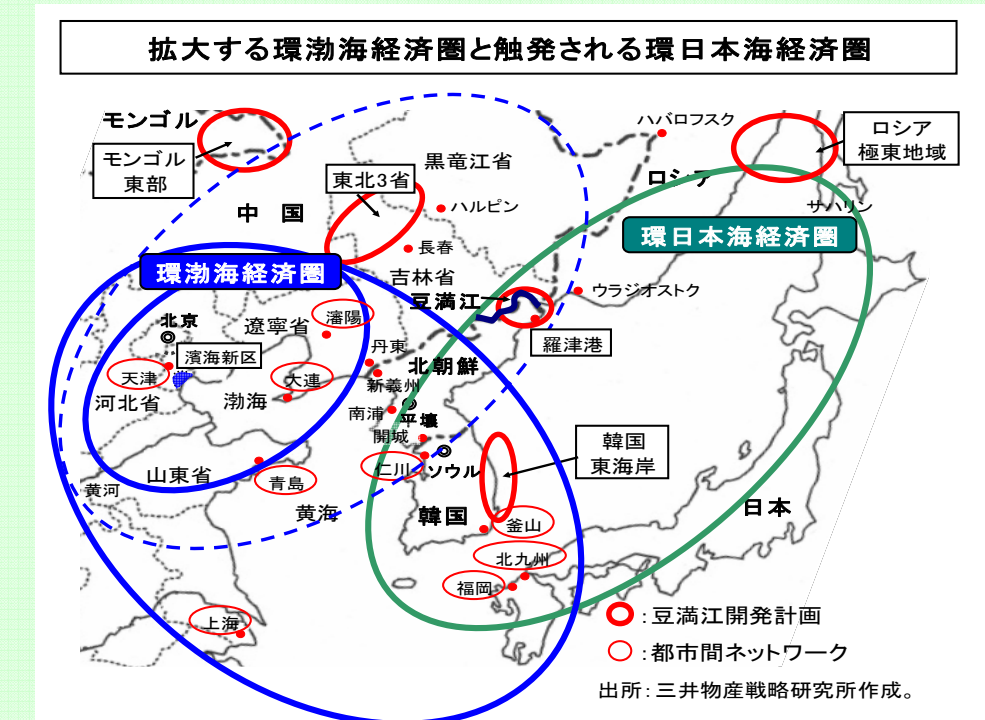 拡大する環渤海経済圏と触発される環日本海経済圏
モンゴル
モンゴル
東部
ハバロフスク
ロシア
極東地域
黒竜江省
東北3省
ロシア
サハリン
中 国
ハルピン
環日本海経済圏
長春
環渤海経済圏
吉林省
豆満江
ウラジオストク
北京
遼寧省
瀋陽
羅津港
濱海新区
丹東
北朝鮮
天津
大連
新義州
河北省
渤海
南浦
平壌
開城
韓国
東海岸
山東省
仁川
ソウル
青島
黄河
黄海
韓国
釜山
日本
北九州
福岡
上海
:豆満江開発計画
:都市間ネットワーク
出所:三井物産戦略研究所作成。